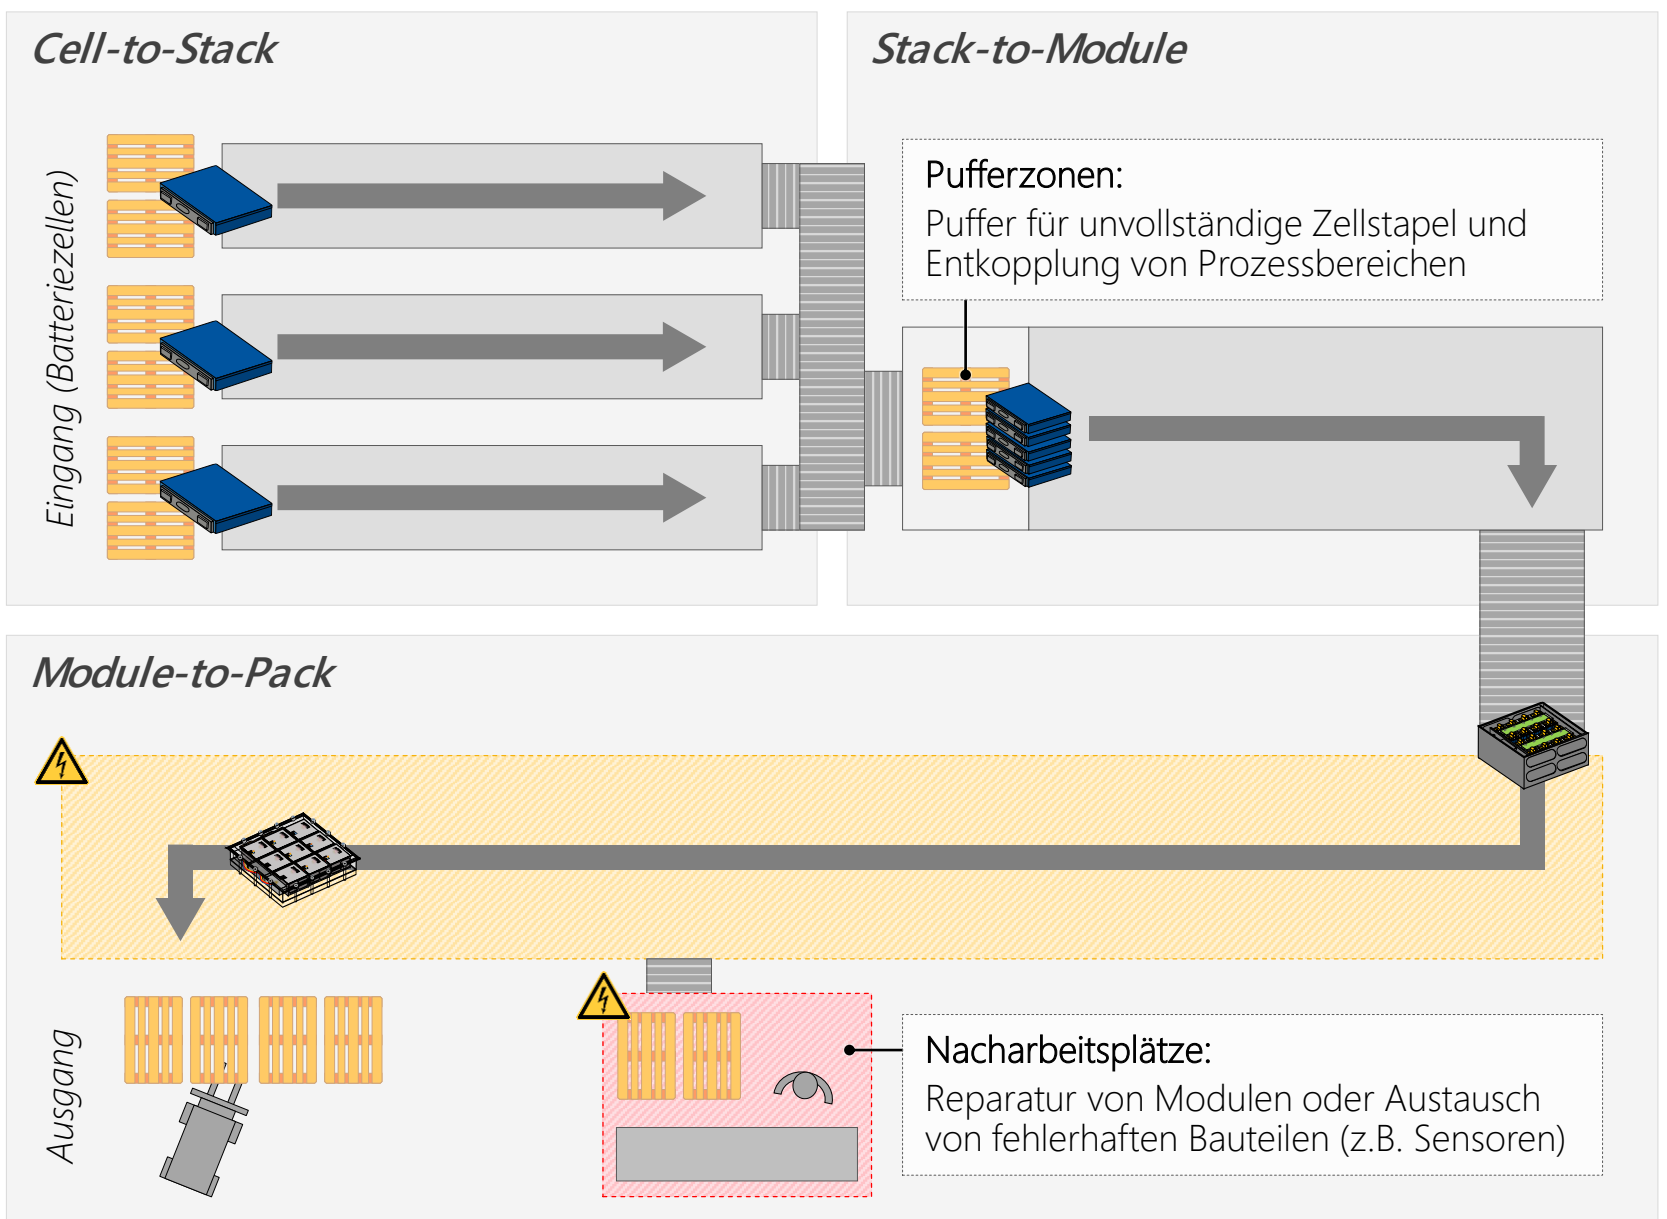 Cell-to-Stack
Eingang (Batteriezellen)
Stack-to-Module
Pufferzonen:
Puffer für unvollständige Zellstapel und
Entkopplung von Prozessbereichen
Module-to-Pack
Ausgang
Nacharbeitsplätze:
Reparatur von Modulen oder Austausch
von fehlerhaften Bauteilen (z.B. Sensoren)